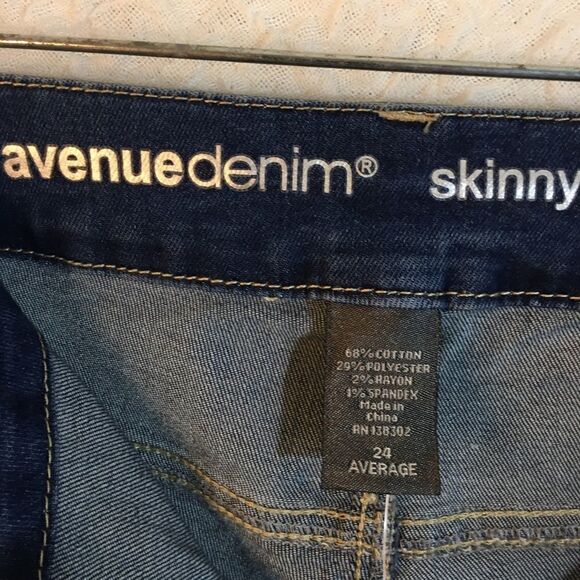 avenuedenim® skinny
68% COTTON
29% POLYESTER
2% RAYON
1% SPANDEX
Made in
China
RN 138302
24
AVERAGE